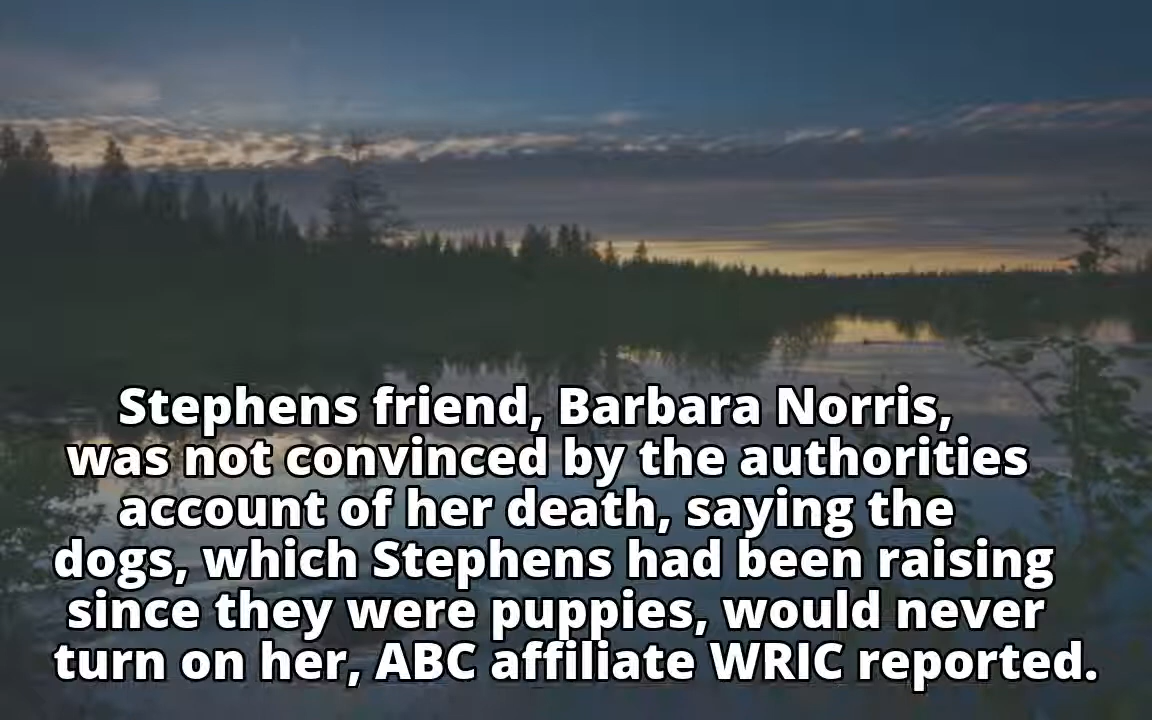 Stephens friend, Barbara Norris,
was not convinced by the authorities
account of her death, saying the
dogs, which Stephens had been raising
since they were puppies, would never
turn on her, ABC affiliate WRIC reported.